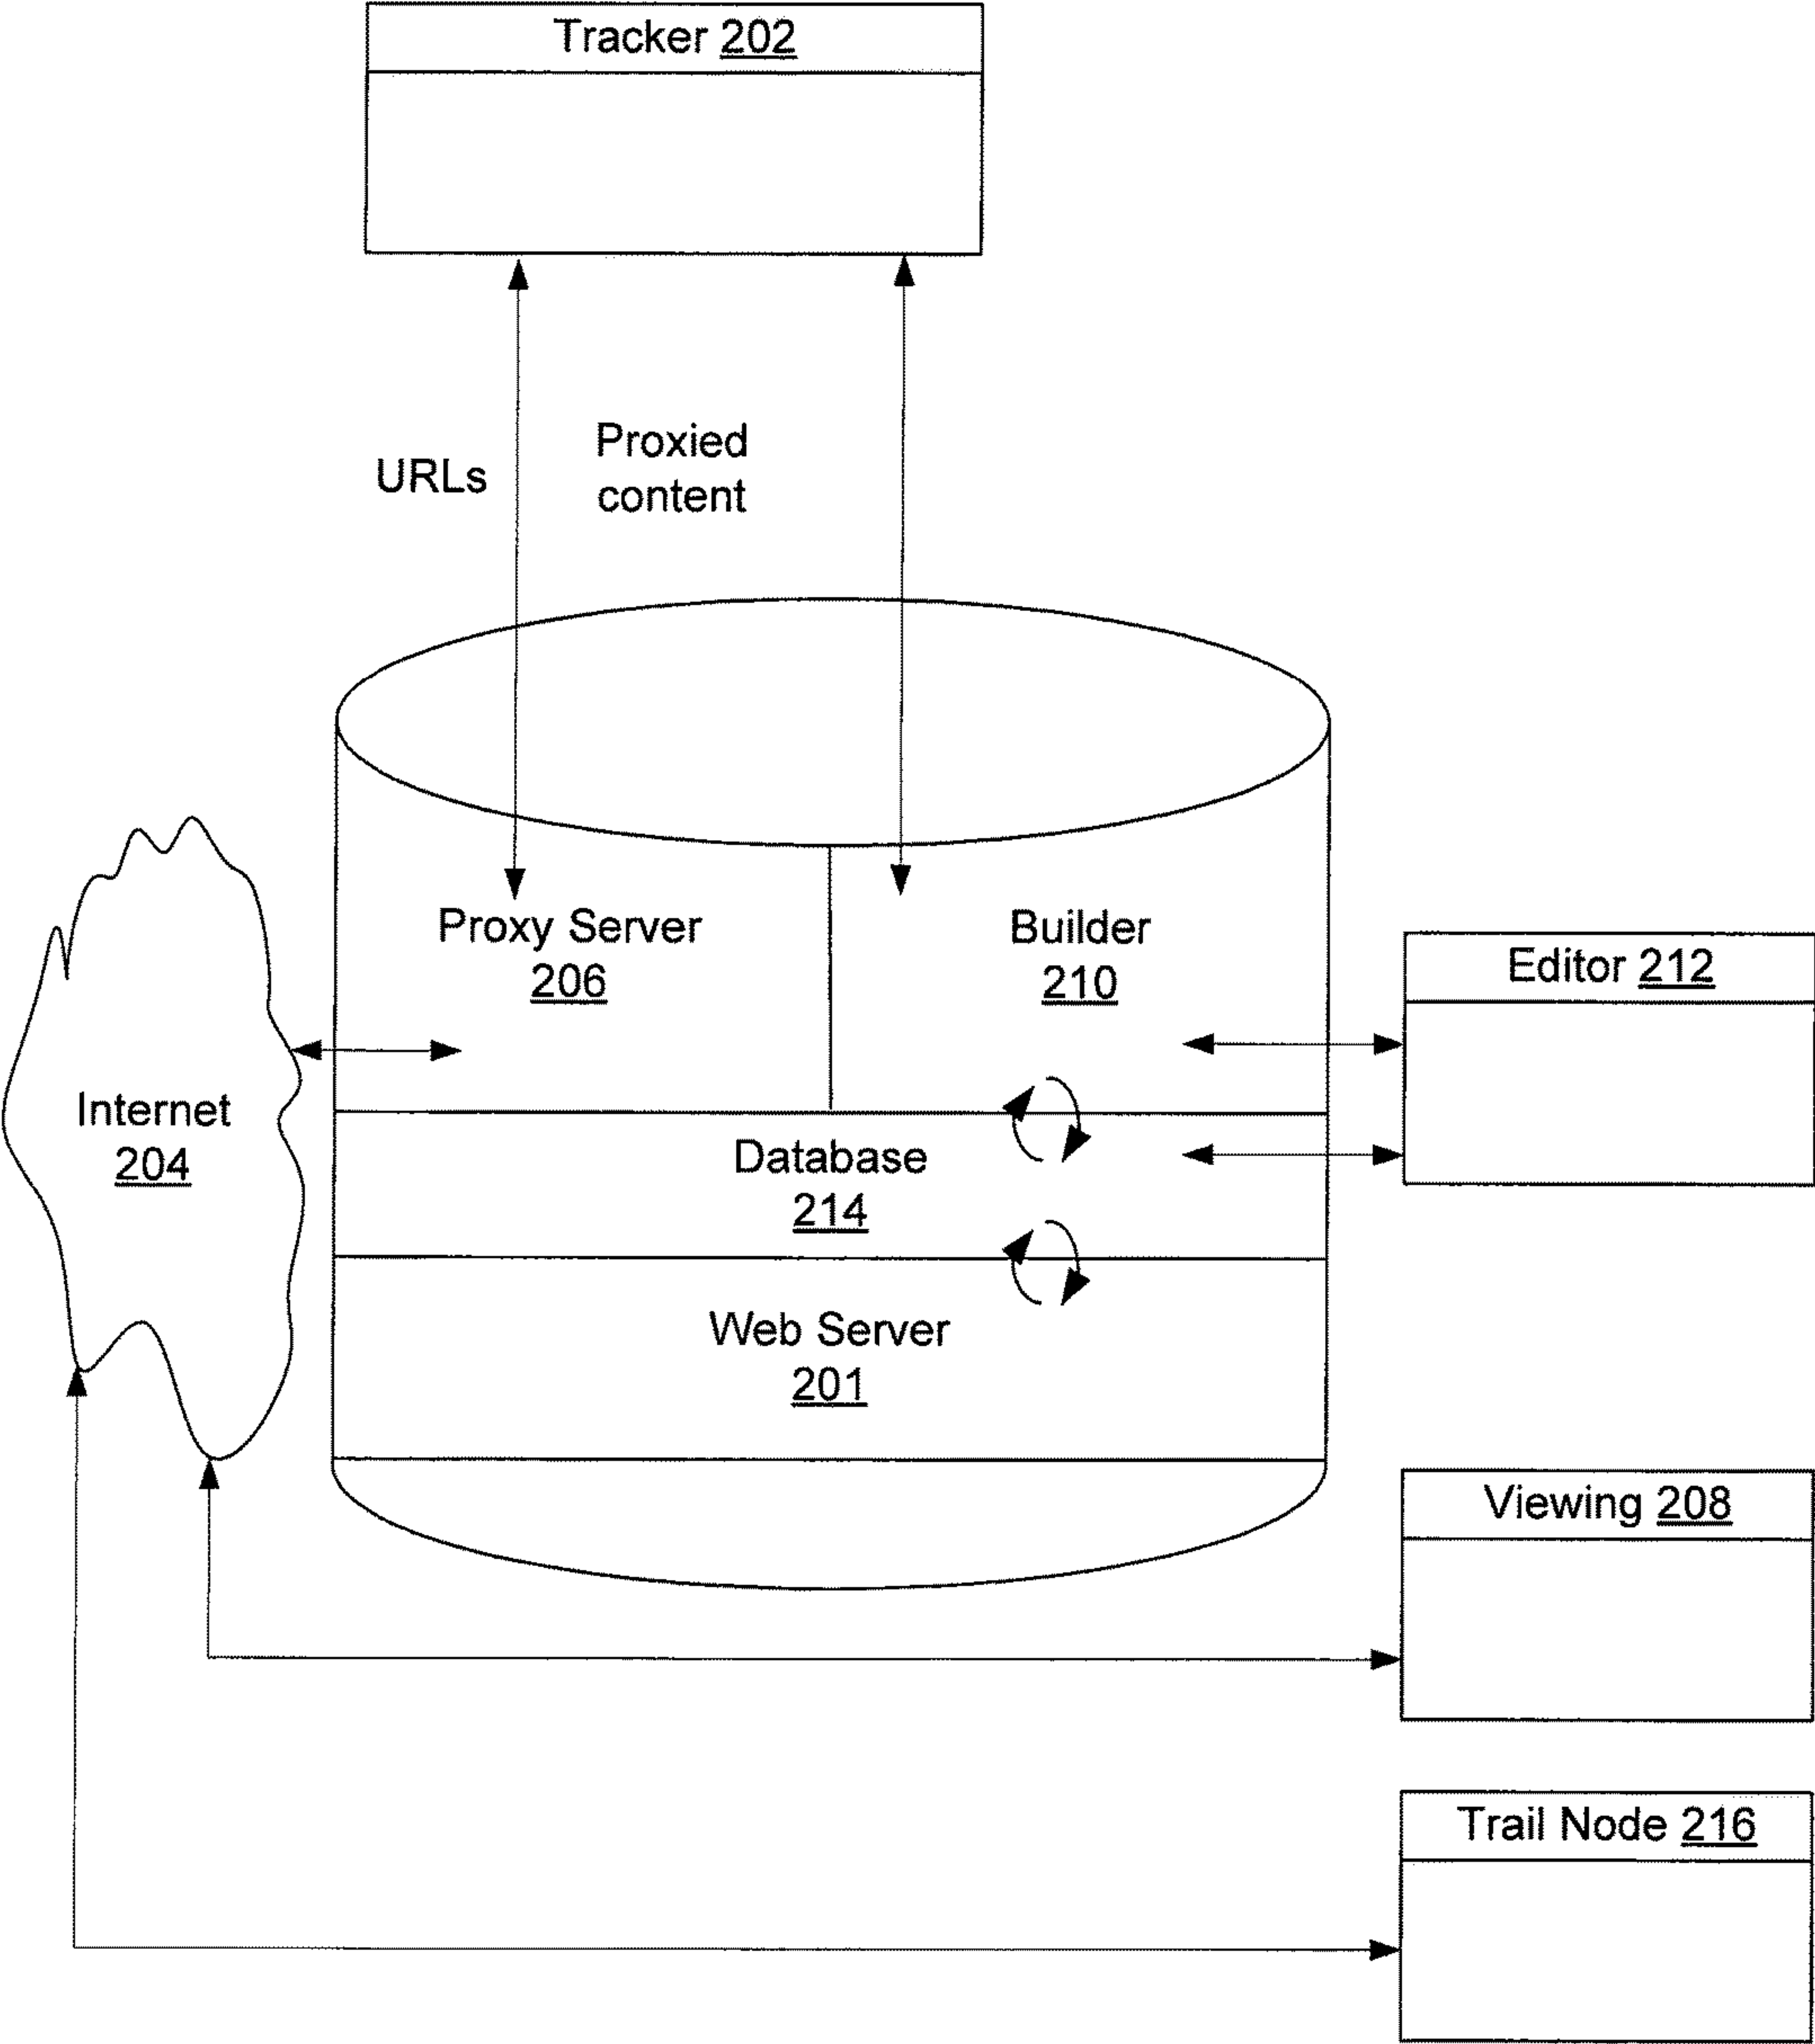 Tracker 202
URLs
Proxied
content
Proxy Server
206
Builder
210
Editor 212
Internet
204
Database
214
Web Server
201
Viewing 208
Trail Node 216